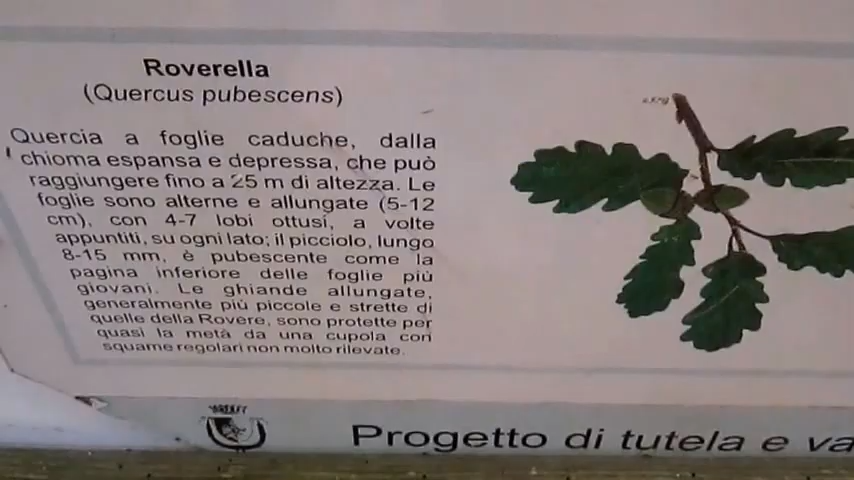 Roverella
(Quercus pubescens)
Quercia a foglie caduche, dalla
chioma espansa e depressa, che può
raggiungere fino a 25 m di altezza. Le
foglie sono alterne e allungate (5-12
cm), con 4-7 lobi ottusi, a volte
appuntiti, su ogni lato; il picciolo, lungo
8-15 mm, è pubescente come la
pagina inferiore delle foglie più
giovani. Le ghiande allungate,
generalmente più piccole e strette di
quelle della Rovere, sono protette per
quasi la metà da una cupola con
squame regolari non molto rilevate.
Progetto di tutela e va